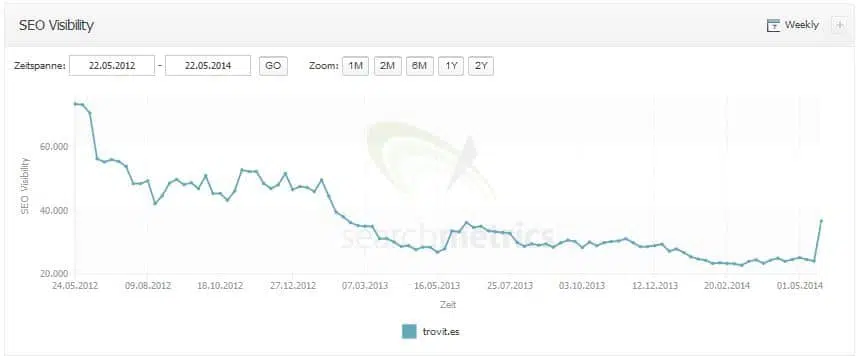 SEO Visibility
Weekly
Zeitspanne: 22.05.2012 - 22.05.2014 GO Zoom: 1M 2M 6M 1Y 2Y
60.000
40.000
20.000
SEO Visibility
searchmetrics
24.05.2012 09.08.2012 18.10.2012 27.12.2012 07.03.2013 16.05.2013 25.07.2013 03.10.2013 12.12.2013 20.02.2014 01.05.2014
Zeit
trovit.es